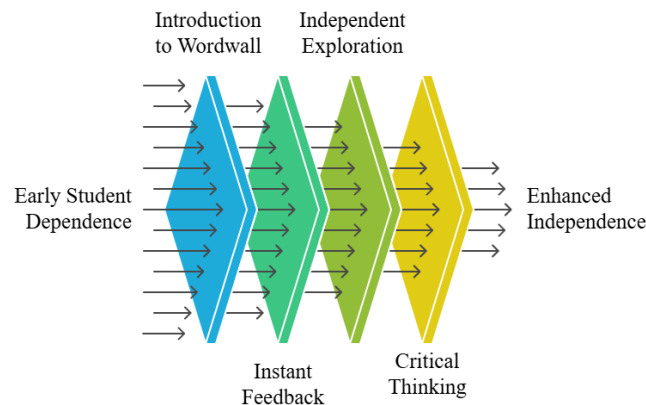 Introduction
to Wordwall
Independent
Exploration
Early Student
Dependence
Enhanced
Independence
Instant
Feedback
Critical
Thinking